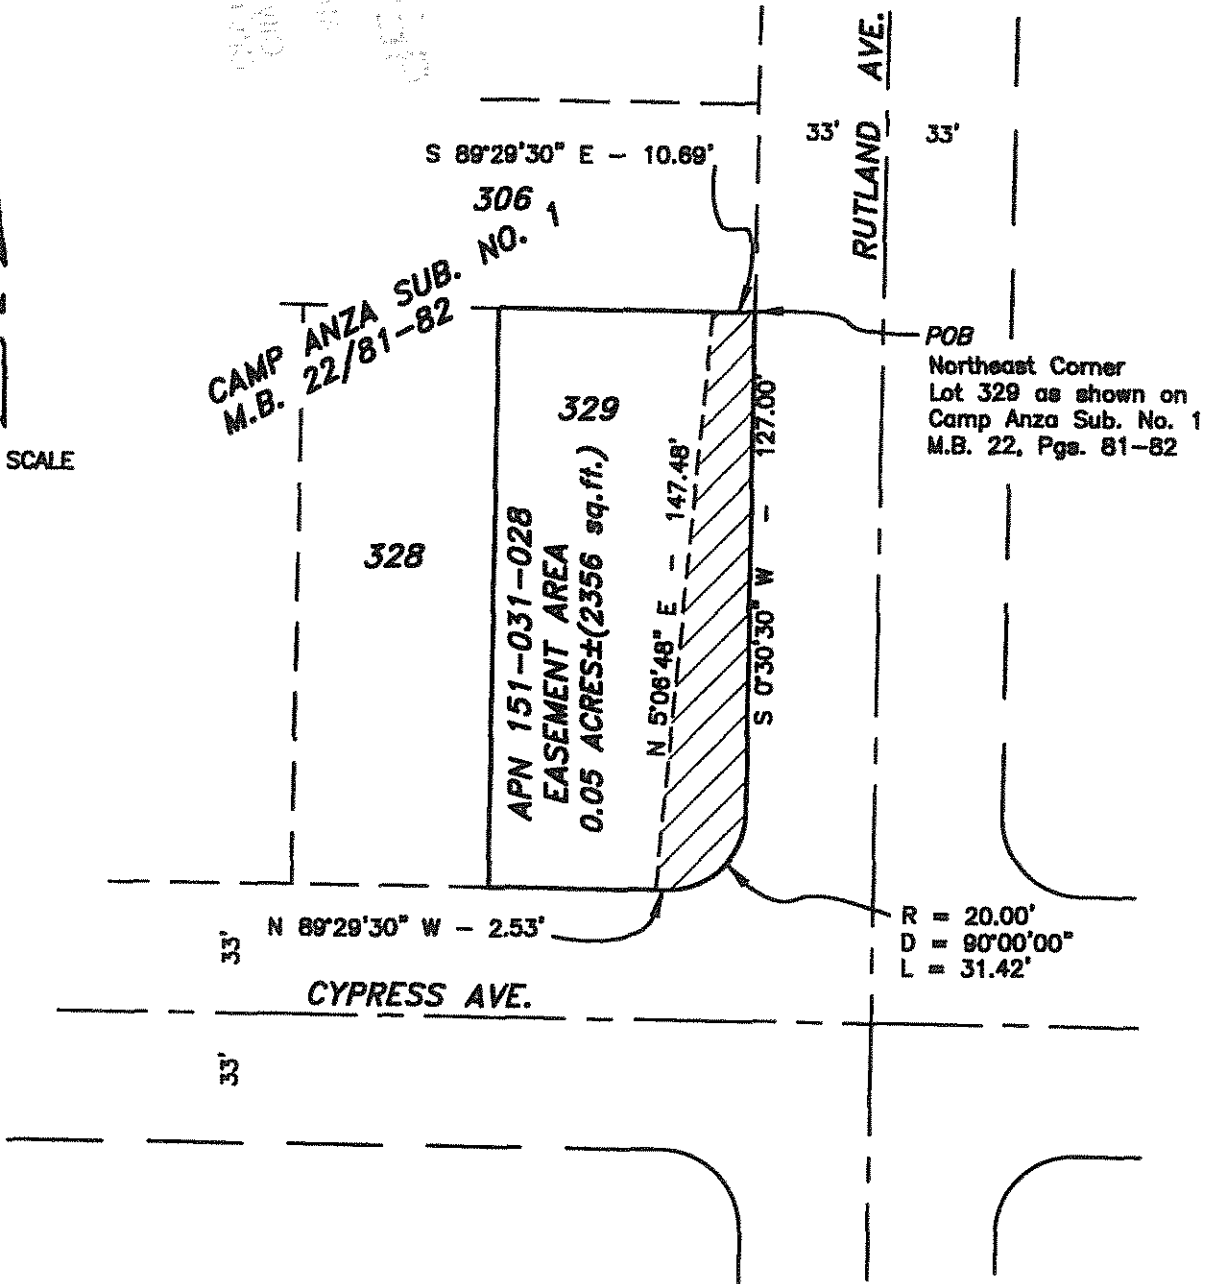 RUTLAND AVE.
33'
33'
S 89°29'30" E - 10.69'
306
CAMP ANZA SUB. NO. 1
M.B. 22/81-82
POB
Northeast Corner
Lot 329 as shown on
Camp Anza Sub. No. 1
M.B. 22, Pgs. 81-82
SCALE
329
328
APN 151-031-028
EASEMENT AREA
0.05 ACRES±(2356 sq.ft.)
N 5°06'48" E - 147.48'
S 0°30'30" W - 127.00'
N 89°29'30" W - 2.53'
R = 20.00'
D = 90°00'00"
L = 31.42'
33'
CYPRESS AVE.
33'